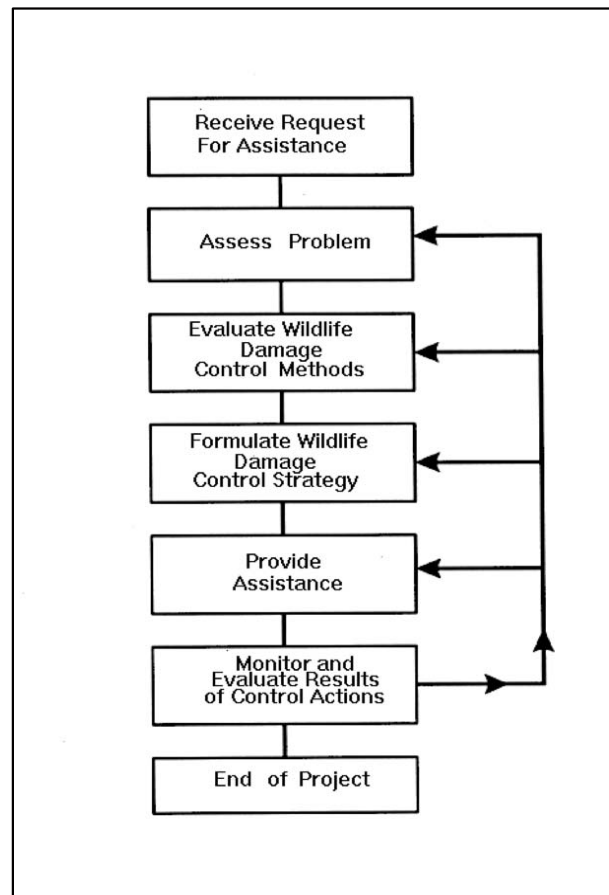 Receive Request
For Assistance
Assess Problem
Evaluate Wildlife
Damage
Control Methods
Formulate Wildlife
Damage
Control Strategy
Provide
Assistance
Monitor and
Evaluate Results
of Control Actions
End of Project